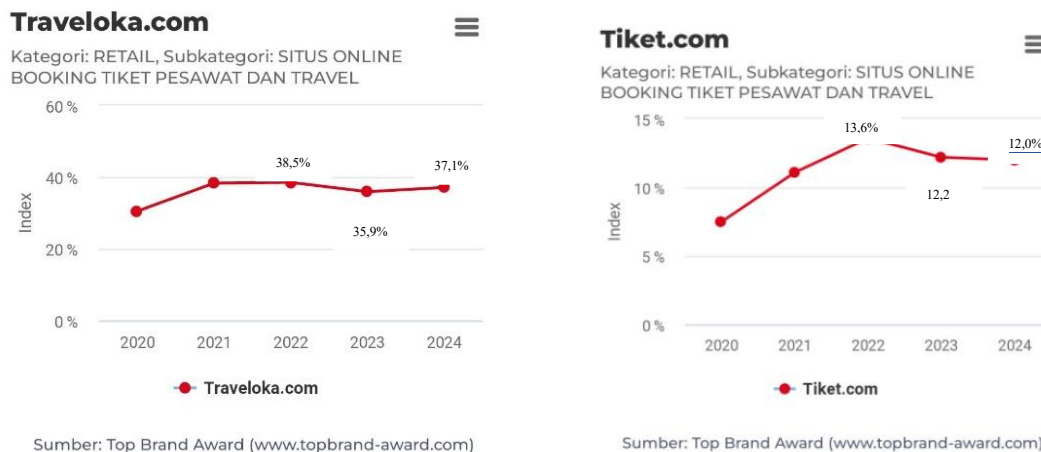 Traveloka.com
Kategori: RETAIL, Subkategori: SITUS ONLINE
BOOKING TIKET PESAWAT DAN TRAVEL
60 %
40 %
20 %
0 %
Index
38,5%
37,1%
35,9%
2020 2021 2022 2023 2024
Traveloka.com
Sumber: Top Brand Award (www.topbrand-award.com)
Tiket.com
Kategori: RETAIL, Subkategori: SITUS ONLINE
BOOKING TIKET PESAWAT DAN TRAVEL
15 %
10 %
5 %
0 %
Index
13,6%
12,0%
12,2
2020 2021 2022 2023 2024
Tiket.com
Sumber: Top Brand Award (www.topbrand-award.com)